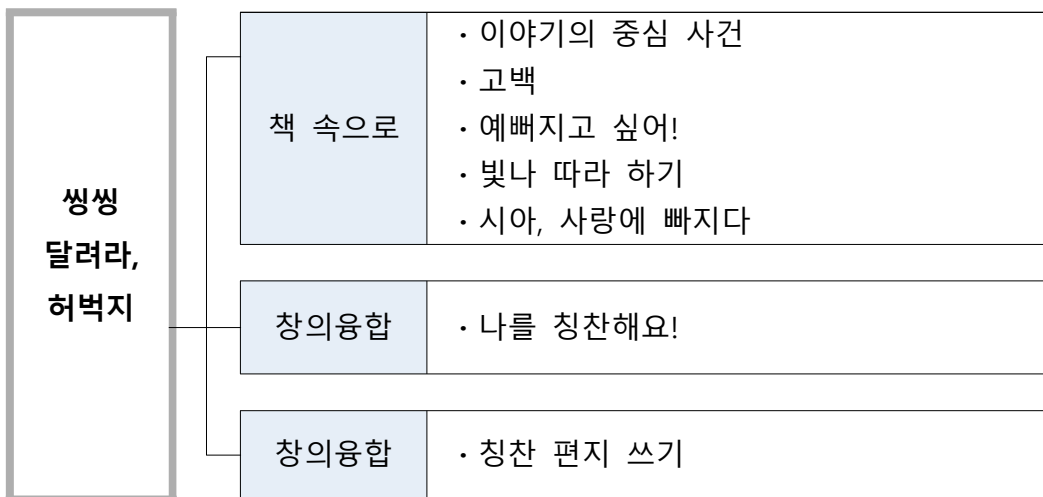 씽씽
달려라,
허벅지
책 속으로
· 이야기의 중심 사건
· 고백
· 예뻐지고 싶어!
· 빛나 따라 하기
· 시아, 사랑에 빠지다
창의융합
· 나를 칭찬해요!
창의융합
· 칭찬 편지 쓰기